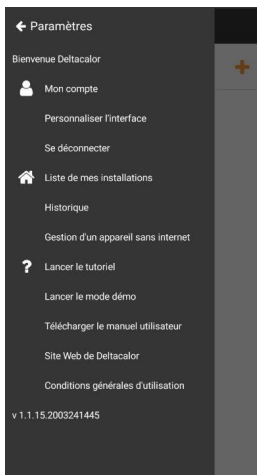 Paramètres
Bienvenue Deltacalor
Mon compte
Personnaliser l'interface
Se déconnecter
Liste de mes installations
Historique
Gestion d'un appareil sans internet
Lancer le tutoriel
Lancer le mode démo
Télécharger le manuel utilisateur
Site Web de Deltacalor
Conditions générales d'utilisation
v 1.1.15.2003241445